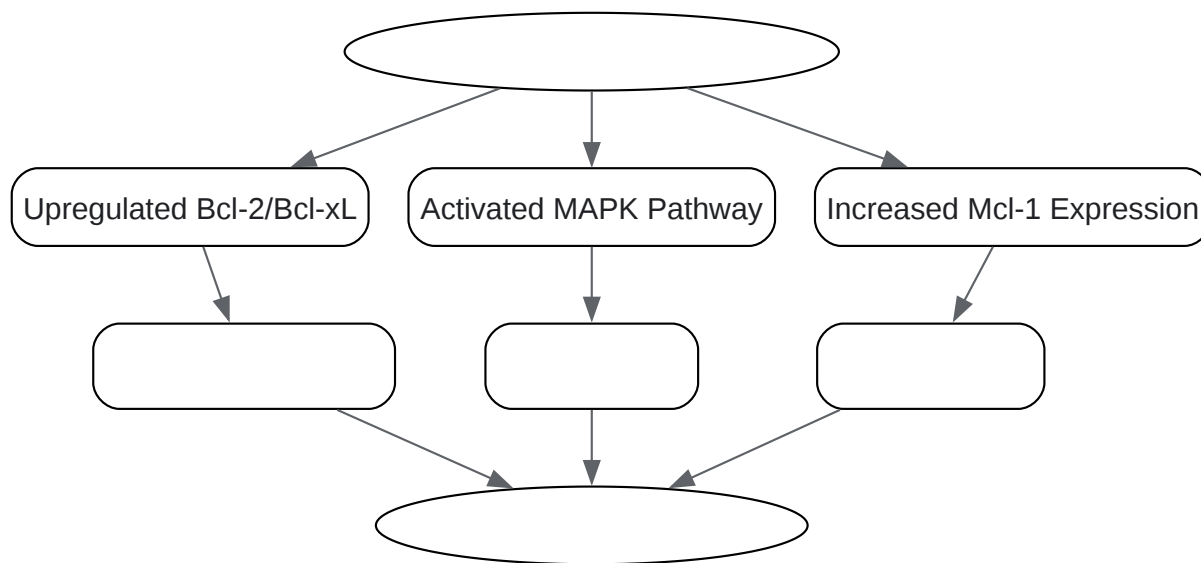 Upregulated Bcl-2/Bcl-xL
Activated MAPK Pathway
Increased Mcl-1 Expression